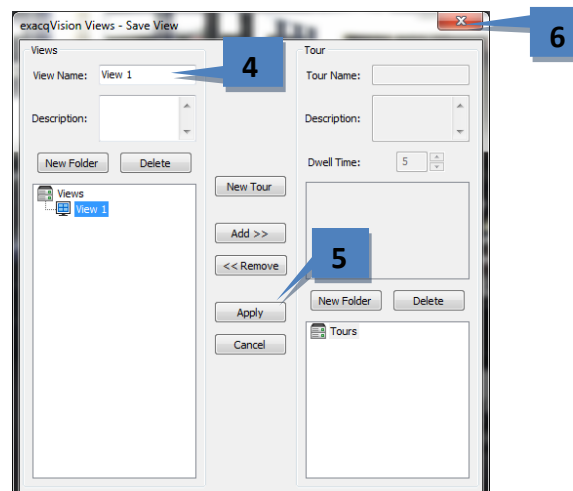 exacqVision Views - Save View
6
Views
View Name: View 1
4
Description:
New Folder Delete
Views
View 1
New Tour
Add >>
<< Remove
5
Apply
Cancel
Tour
Tour Name:
Description:
Dwell Time: 5
New Folder Delete
Tours